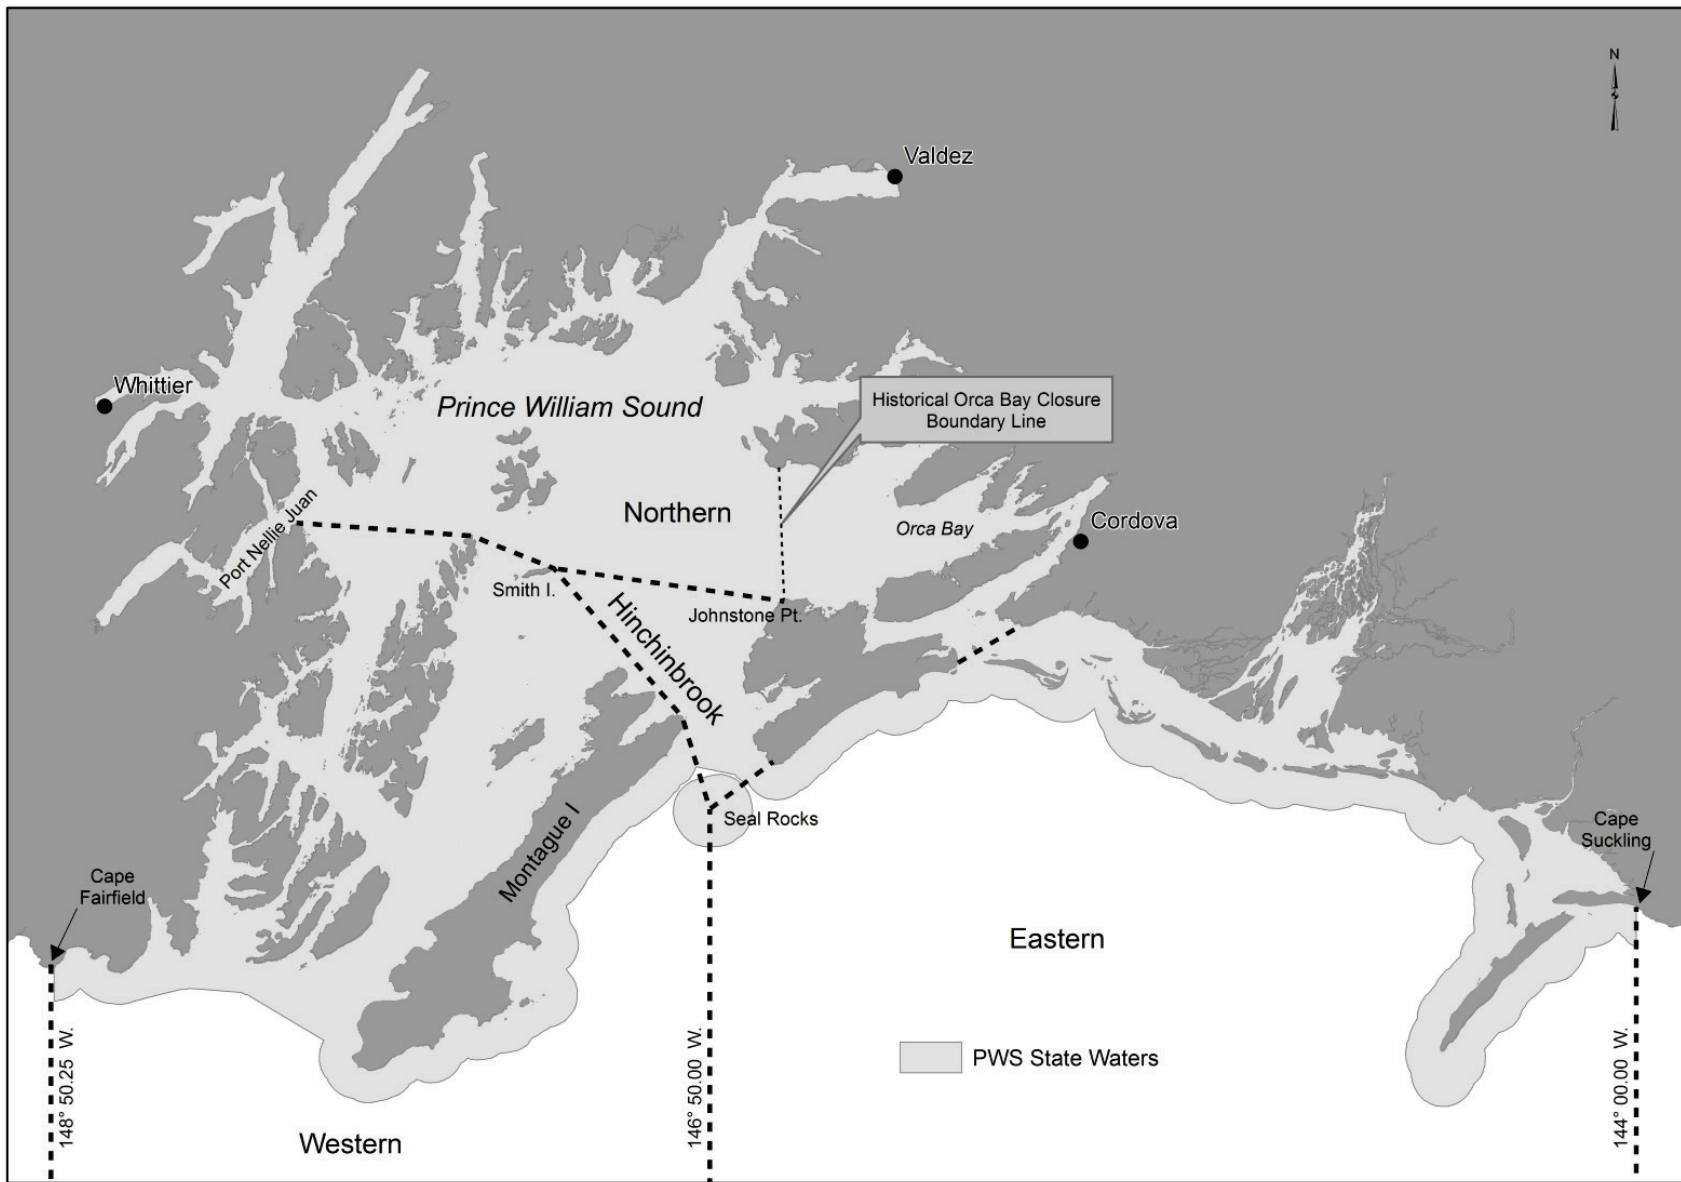 N
Valdez
Whittier
Prince William Sound
Historical Orca Bay Closure
Boundary Line
Northern
Orca Bay
Cordova
Port Nellie Juan
Smith I.
Johnstone Pt.
Hinchinbrook
Montague I
Seal Rocks
Cape
Fairfield
Cape
Suckling
Eastern
PWS State Waters
Western
148° 50.25 W.
146° 50.00 W.
144° 00.00 W.